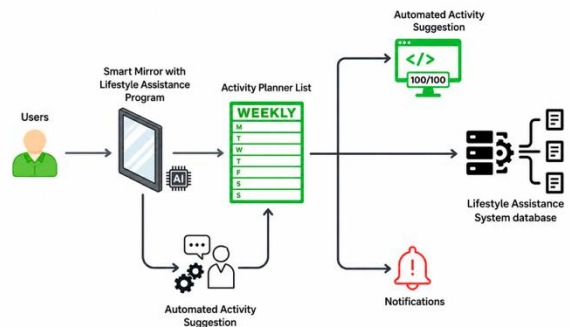 Automated Activity
Suggestion
</>
100/100
Smart Mirror with
Lifestyle Assistance
Program
Activity Planner List
Users
WEEKLY
M
T
W
T
F
S
S
AI
Lifestyle Assistance
System database
Notifications
Automated Activity
Suggestion